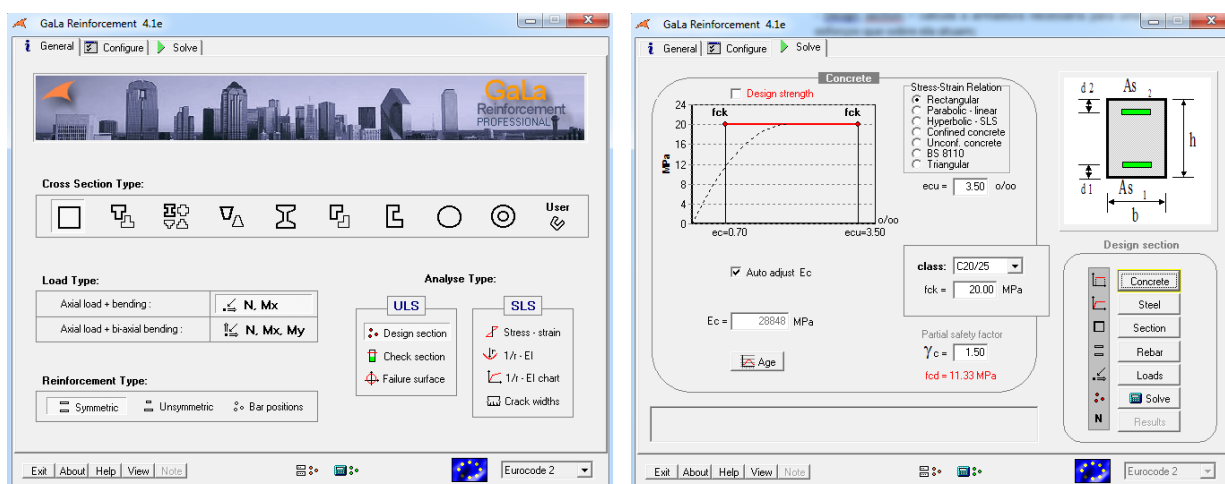 GaLa Reinforcement 4.1e
General
Configure
Solve
GaLa
Reinforcement
PROFESSIONAL
Cross Section Type:
User
Load Type:
Axial load + bending :
N, Mx
Axial load + bi-axial bending :
N, Mx, My
Reinforcement Type:
Symmetric
Unsymmetric
Bar positions
Analyse Type:
ULS
Design section
Check section
Failure surface
SLS
Stress - strain
1/r - EI
1/r - EI chart
Crack widths
Exit
About
Help
View
Note
Eurocode 2
GaLa Reinforcement 4.1e
General
Configure
Solve
Concrete
Design strength
MPa
24
20
16
12
8
4
0
fck
fck
o/oo
ec=0.70
ecu=3.50
Stress-Strain Relation
Rectangular
Parabolic - linear
Hyperbolic - SLS
Confined concrete
Unconf. concrete
BS 8110
Triangular
ecu = 3.50 o/oo
Auto adjust Ec
Ec = 28848 MPa
Age
class: C20/25
fck = 20.00 MPa
Partial safety factor
γc = 1.50
fcd = 11.33 MPa
d 2
As 2
h
d 1
As 1
b
Design section
Concrete
Steel
Section
Rebar
Loads
Solve
N
Results
Exit
About
Help
View
Note
Eurocode 2